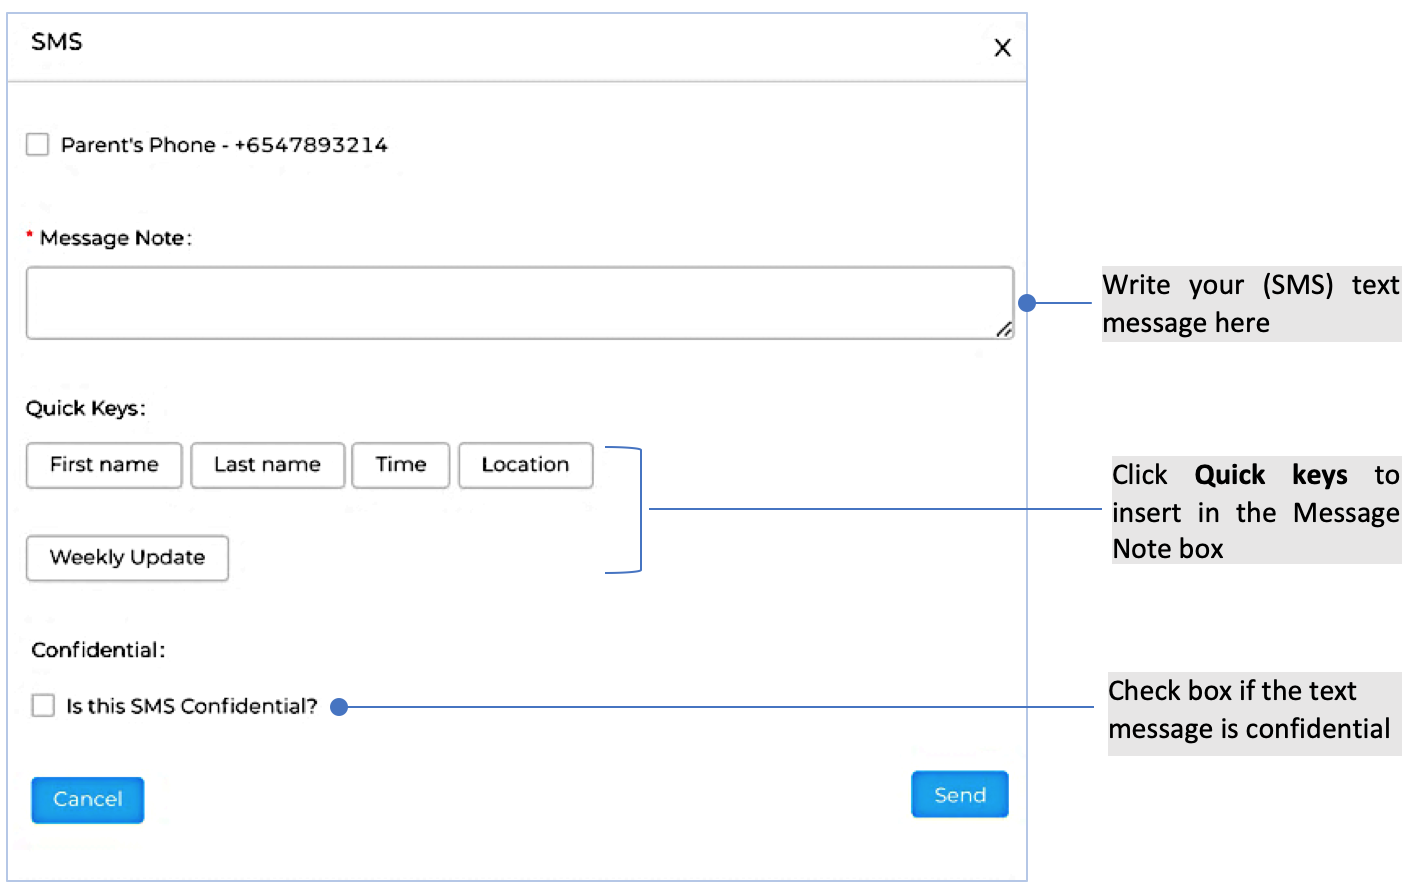 SMS
X
Parent's Phone - +6547893214
* Message Note:
Write your (SMS) text
message here
Quick Keys:
First name Last name Time Location
Click Quick keys to
insert in the Message
Note box
Weekly Update
Confidential:
Is this SMS Confidential?
Check box if the text
message is confidential
Cancel Send